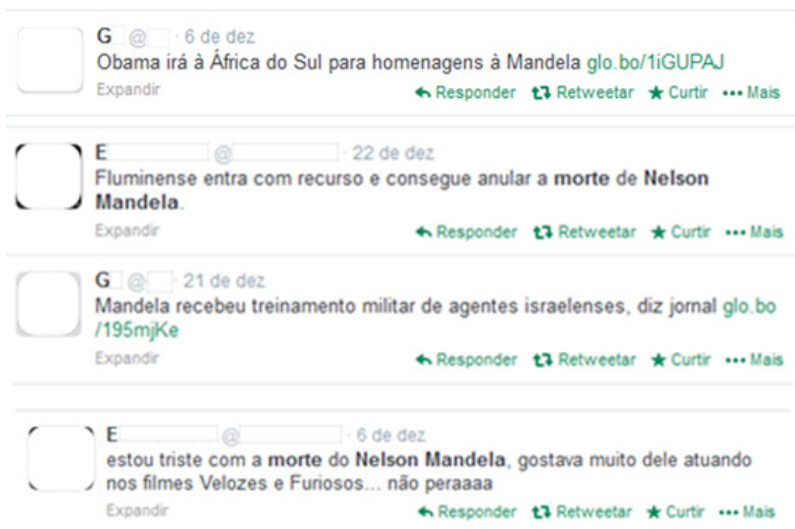 G @ · 6 de dez
Obama irá à África do Sul para homenagens à Mandela glo.bo/1iGUPAJ
Expandir Responder Retweetar Curtir Mais
E @ · 22 de dez
Fluminense entra com recurso e consegue anular a morte de Nelson
Mandela.
Expandir Responder Retweetar Curtir Mais
G @ · 21 de dez
Mandela recebeu treinamento militar de agentes israelenses, diz jornal glo.bo
/195mjKe
Expandir Responder Retweetar Curtir Mais
E @ · 6 de dez
estou triste com a morte do Nelson Mandela, gostava muito dele atuando
nos filmes Velozes e Furiosos... não peraaaa
Expandir Responder Retweetar Curtir Mais